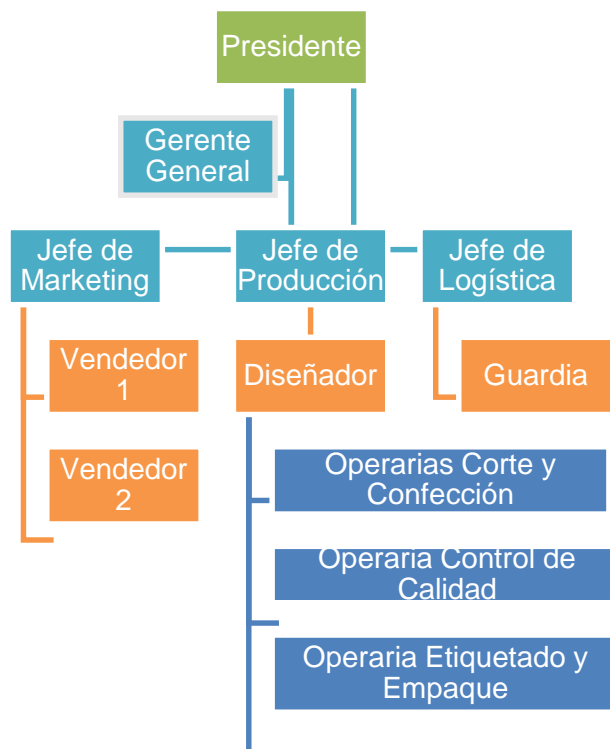 Presidente
Gerente
General
Jefe de
Marketing
Jefe de
Producción
Jefe de
Logística
Vendedor
1
Diseñador
Guardia
Vendedor
2
Operarias Corte y
Confección
Operaria Control de
Calidad
Operaria Etiquetado y
Empaque